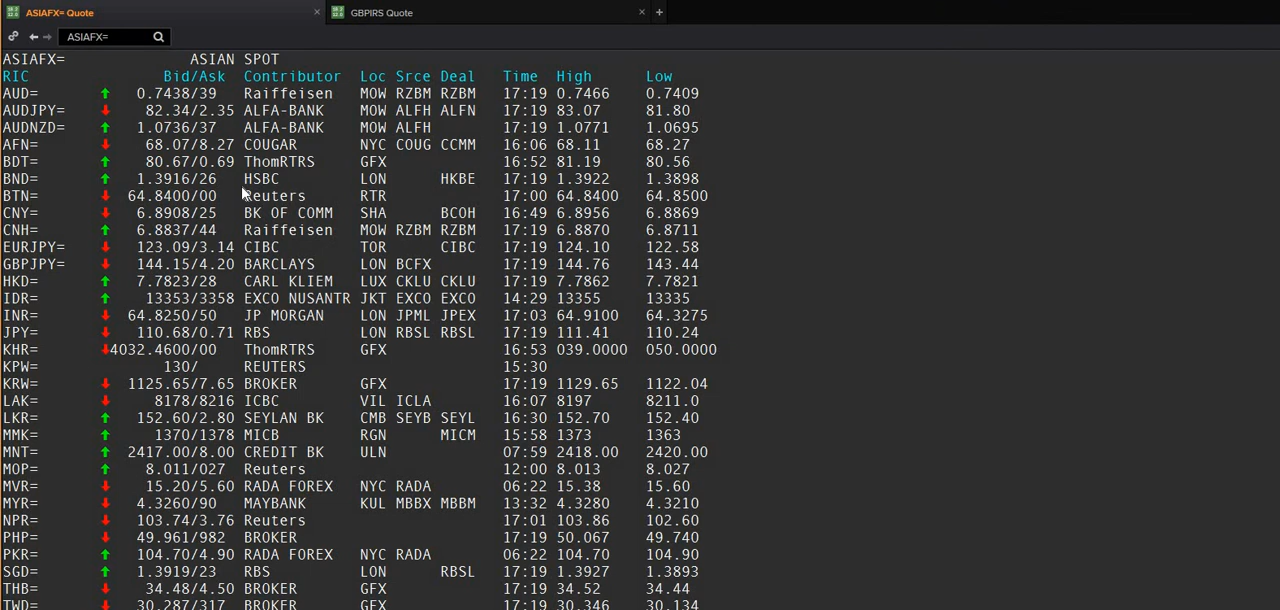 ASIAFX= Quote × GBPIRS Quote × +
ASIAFX=
ASIAFX= ASIAN SPOT
RIC Bid/Ask Contributor Loc Srce Deal Time High Low
AUD= 0.7438/39 Raiffeisen MOW RZBM RZBM 17:19 0.7466 0.7409
AUDJPY= 82.34/2.35 ALFA-BANK MOW ALFH ALFN 17:19 83.07 81.80
AUDNZD= 1.0736/37 ALFA-BANK MOW ALFH 17:19 1.0771 1.0695
AFN= 68.07/8.27 COUGAR NYC COUG CCMM 16:06 68.11 68.27
BDT= 80.67/0.69 ThomRTRS GFX 16:52 81.19 80.56
BND= 1.3916/26 HSBC LON HKBE 17:19 1.3922 1.3898
BTN= 64.8400/00 Reuters RTR 17:00 64.8400 64.8500
CNY= 6.8908/25 BK OF COMM SHA BCOH 16:49 6.8956 6.8869
CNH= 6.8837/44 Raiffeisen MOW RZBM RZBM 17:19 6.8870 6.8711
EURJPY= 123.09/3.14 CIBC TOR CIBC 17:19 124.10 122.58
GBPJPY= 144.15/4.20 BARCLAYS LON BCFX 17:19 144.76 143.44
HKD= 7.7823/28 CARL KLIEM LUX CKLU CKLU 17:19 7.7862 7.7821
IDR= 13353/3358 EXCO NUSANTR JKT EXCO EXCO 14:29 13355 13335
INR= 64.8250/50 JP MORGAN LON JPML JPEX 17:03 64.9100 64.3275
JPY= 110.68/0.71 RBS LON RBSL RBSL 17:19 111.41 110.24
KHR= 4032.4600/00 ThomRTRS GFX 16:53 039.0000 050.0000
KPW= 130/ REUTERS 15:30
KRW= 1125.65/7.65 BROKER GFX 17:19 1129.65 1122.04
LAK= 8178/8216 ICBC VIL ICLA 16:07 8197 8211.0
LKR= 152.60/2.80 SEYLAN BK CMB SEYB SEYL 16:30 152.70 152.40
MMK= 1370/1378 MICB RGN MICM 15:58 1373 1363
MNT= 2417.00/8.00 CREDIT BK ULN 07:59 2418.00 2420.00
MOP= 8.011/027 Reuters 12:00 8.013 8.027
MVR= 15.20/5.60 RADA FOREX NYC RADA 06:22 15.38 15.60
MYR= 4.3260/90 MAYBANK KUL MBBX MBBM 13:32 4.3280 4.3210
NPR= 103.74/3.76 Reuters 17:01 103.86 102.60
PHP= 49.961/982 BROKER 17:19 50.067 49.740
PKR= 104.70/4.90 RADA FOREX NYC RADA 06:22 104.70 104.90
SGD= 1.3919/23 RBS LON RBSL 17:19 1.3927 1.3893
THB= 34.48/4.50 BROKER GFX 17:19 34.52 34.44
TWD= 30.287/317 BROKER GFX 17:19 30.346 30.134